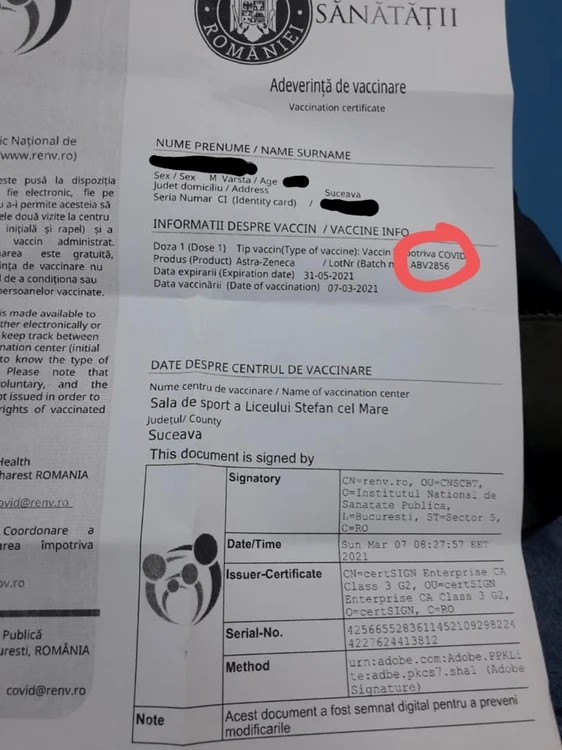 SĂNĂTĂȚII
ROMÂNIEI
Adeverință de vaccinare
Vaccination certificate
NUME PRENUME / NAME SURNAME
Sex / Sex M Varsta / Age
Judet domiciliu / Address Suceava
Seria Numar CI (Identity card) /
INFORMATII DESPRE VACCIN / VACCINE INFO
Doza 1 (Dose 1) Tip vaccin(Type of vaccine): Vaccin potriva COVID
Produs (Product) Astra-Zeneca / LotNr (Batch n ABV2856
Data expirarii (Expiration date) 31-05-2021
Data vaccinării (Date of vaccination) 07-03-2021
DATE DESPRE CENTRUL DE VACCINARE
Nume centru de vaccinare / Name of vaccination center
Sala de sport a Liceului Stefan cel Mare
Județul/ County
Suceava
This document is signed by
Signatory
CN=renv.ro, OU=CNSCBT,
O=Institutul National de
Sanatate Publica,
L=Bucuresti, ST=Sector 5,
C=RO
Date/Time
Sun Mar 07 08:27:57 EET
2021
Issuer-Certificate
CN=certSIGN Enterprise CA
Class 3 G2, OU=certSIGN
Enterprise CA Class 3 G2,
O=certSIGN, C=RO
Serial-No.
4256655283611452109298224
4227624413812
Method
urn:adobe.com:Adobe.PPKLi
te:adbe.pkcs7.sha1 (Adobe
Signature)
Note
Acest document a fost semnat digital pentru a preveni
modificarile
ic Național de
/www.renv.ro)
este pusă la dispoziția
fie electronic, fie pe
u a-i permite acesteia să
ele două vizite la centru
inițială și rapel) și a
vaccin administrat.
area este gratuită,
nța de vaccinare nu
l de a condiționa sau
persoanelor vaccinate.
is made available to
ther electronically or
keep track between
nation center (initial
to know the type of
Please note that
oluntary, and the
ot issued in order to
rights of vaccinated
Health
harest ROMANIA
ovid@renv.ro
Coordonare a
area împotriva
ov.ro
Publică
uresti, ROMÂNIA
covid@renv.ro